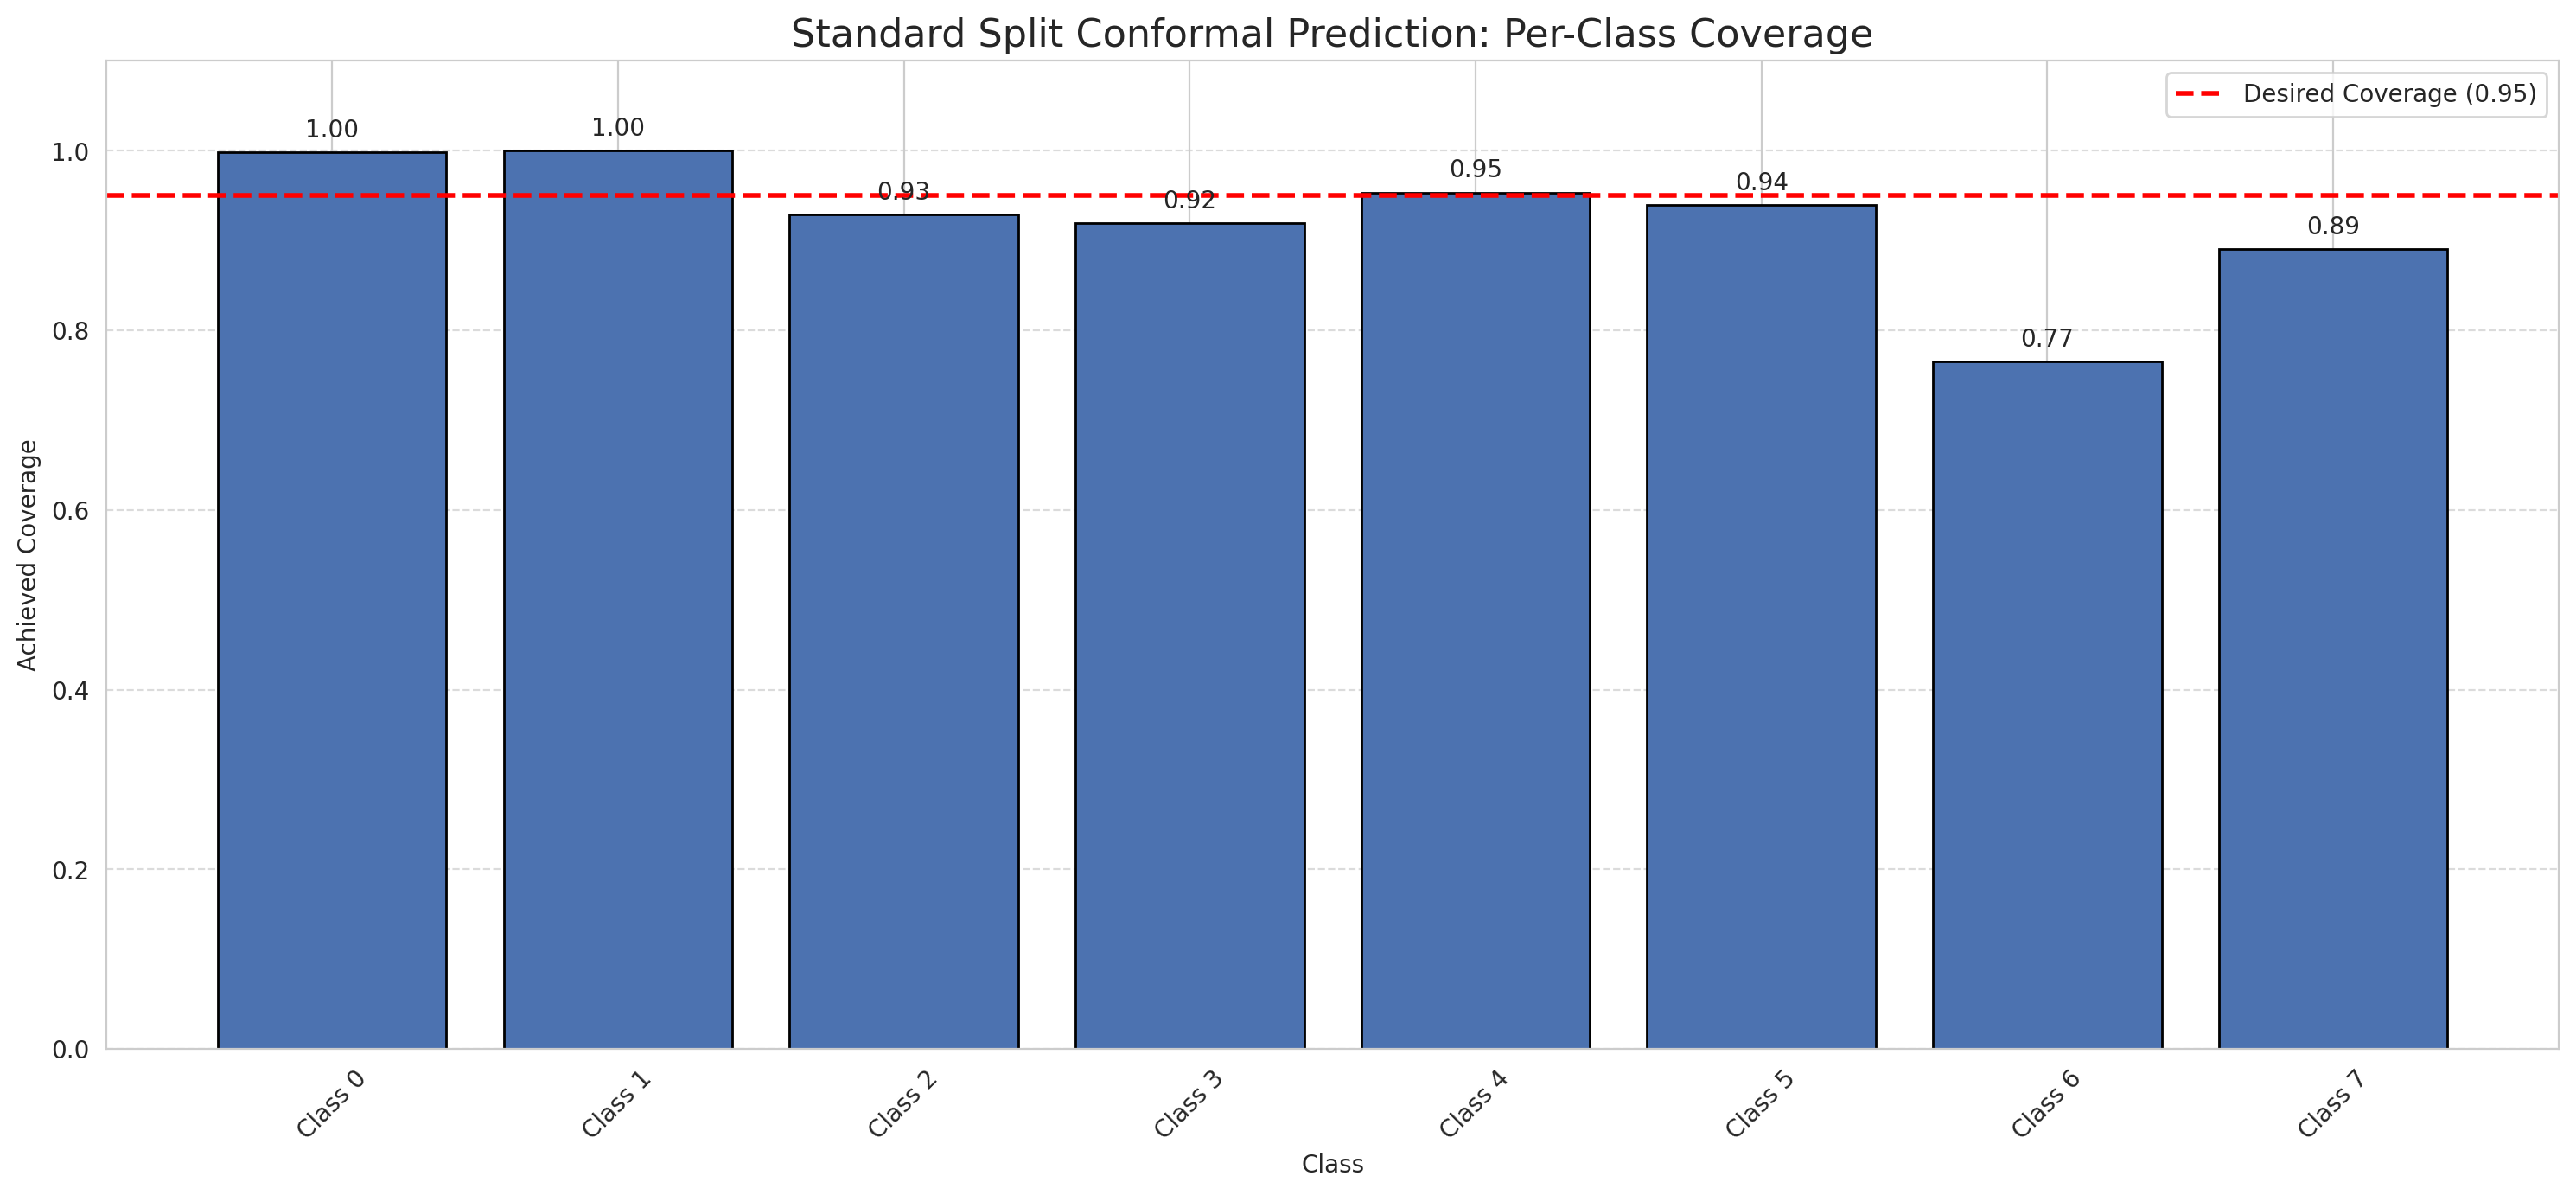 Standard Split Conformal Prediction: Per-Class Coverage
Desired Coverage (0.95)
1.00
1.00
0.93
0.92
0.95
0.94
0.77
0.89
1.0
0.8
0.6
0.4
0.2
0.0
Achieved Coverage
Class 0
Class 1
Class 2
Class 3
Class 4
Class 5
Class 6
Class 7
Class